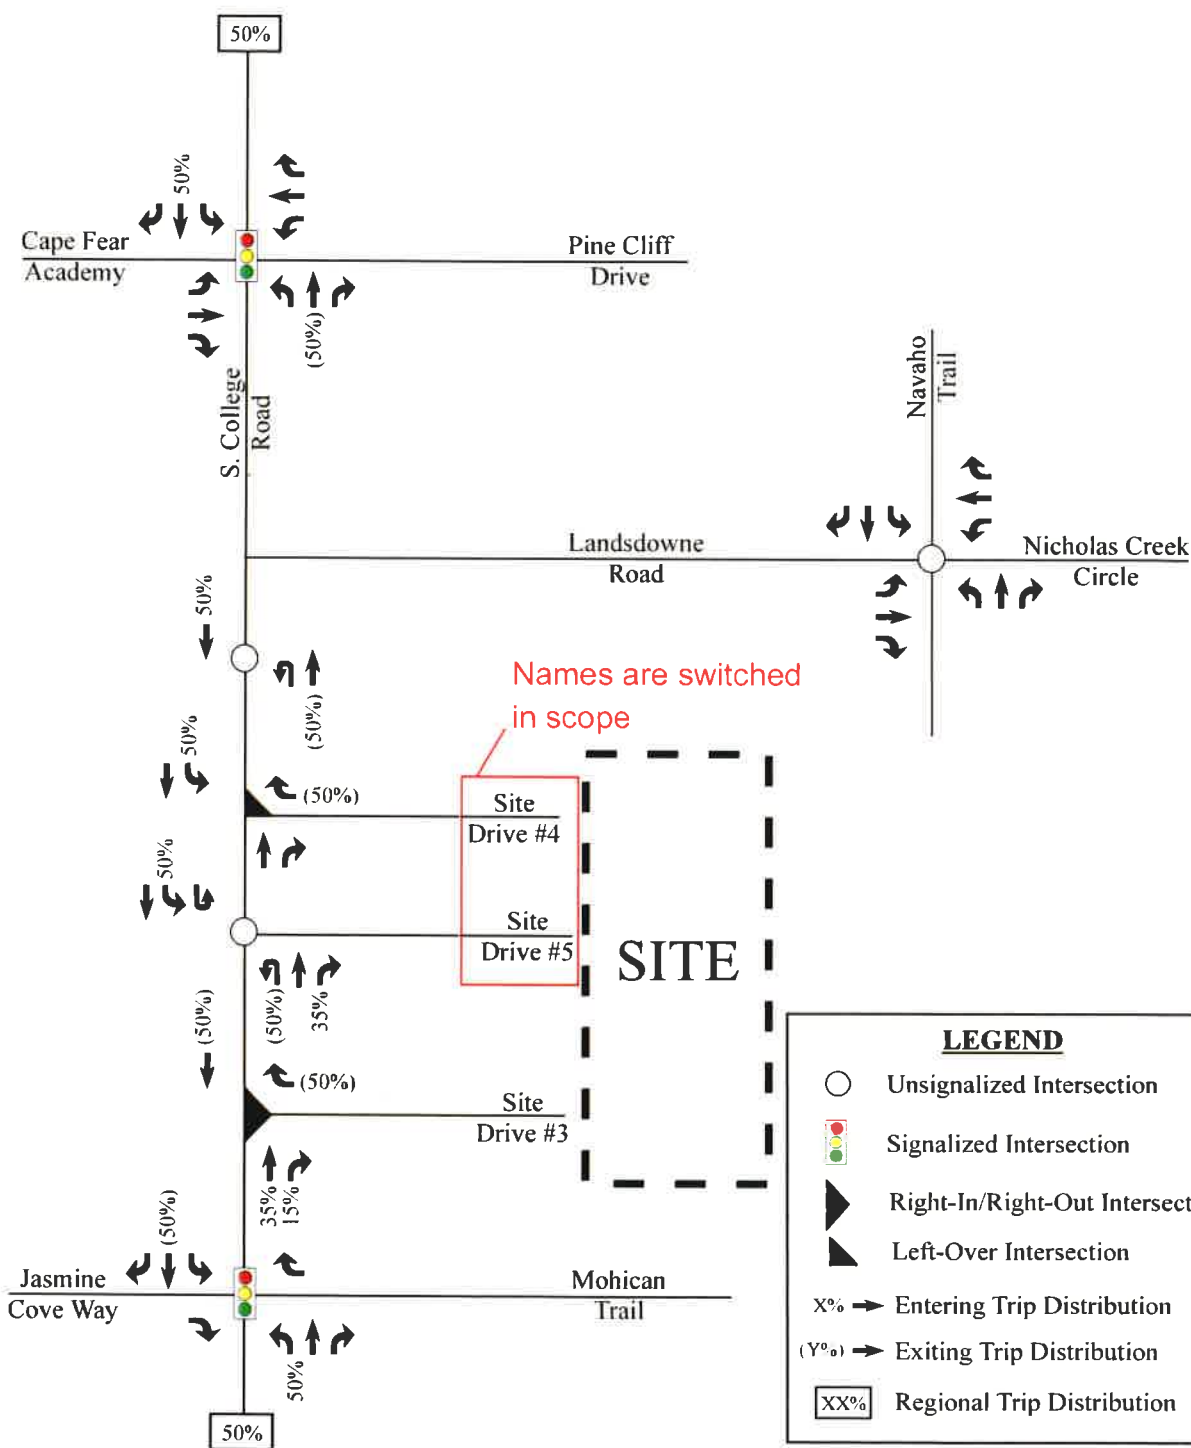 50%
50%
Cape Fear
Academy
Pine Cliff
Drive
(50%)
S. College
Road
Navaho
Trail
Landsdowne
Road
Nicholas Creek
Circle
50%
(50%)
Names are switched
in scope
50%
(50%)
Site
Drive #4
50%
Site
Drive #5
SITE
(50%)
(50%)
35%
(50%)
Site
Drive #3
35%
15%
(50%)
Jasmine
Cove Way
Mohican
Trail
50%
50%
LEGEND
Unsignalized Intersection
Signalized Intersection
Right-In/Right-Out Intersect
Left-Over Intersection
X% Entering Trip Distribution
(Y%) Exiting Trip Distribution
XX% Regional Trip Distribution